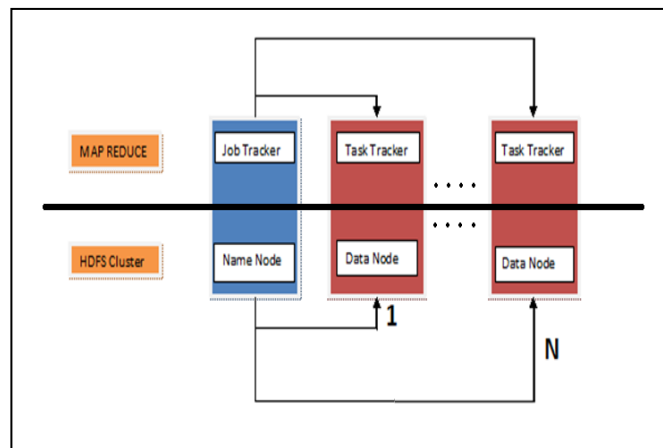 MAP REDUCE
Job Tracker
Task Tracker
Task Tracker
HDFS Cluster
Name Node
Data Node
Data Node
1
N